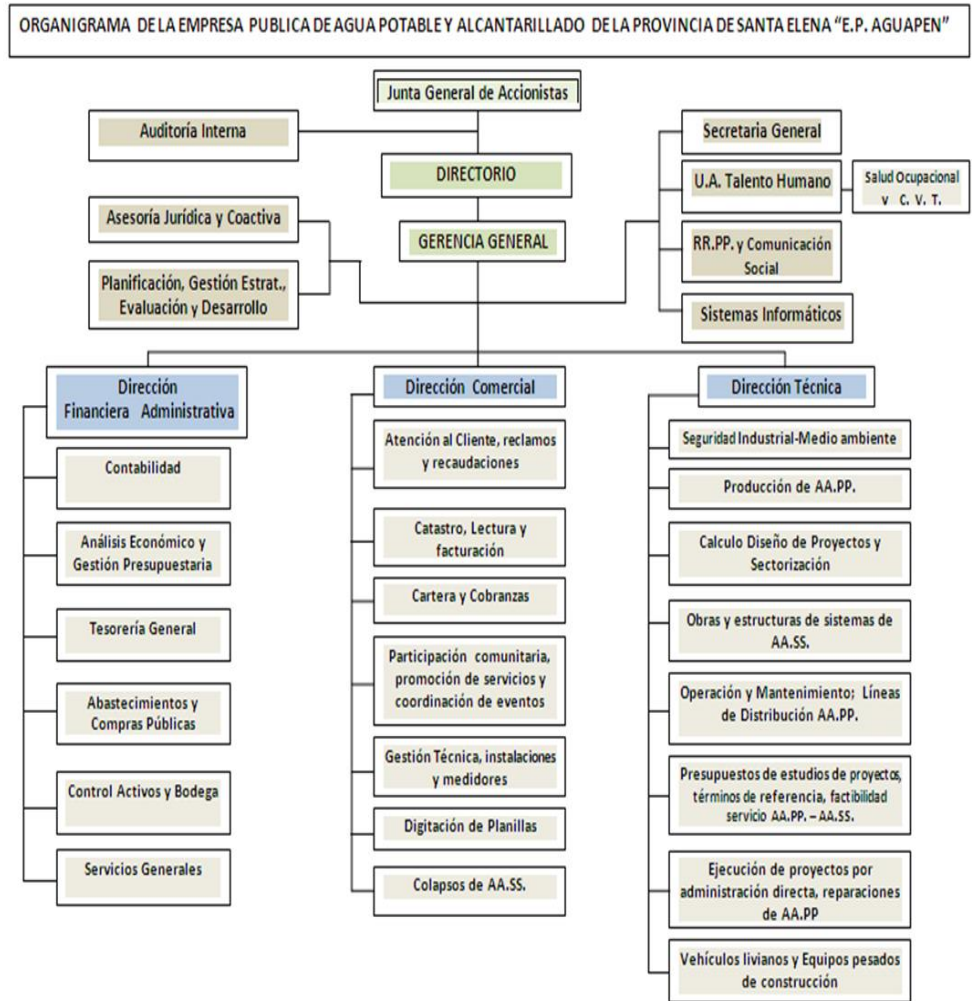 ORGANIGRAMA DE LA EMPRESA PUBLICA DE AGUA POTABLE Y ALCANTARILLADO DE LA PROVINCIA DE SANTA ELENA “E.P. AGUAPEN”
Junta General de Accionistas
Auditoría Interna
DIRECTORIO
Asesoría Jurídica y Coactiva
GERENCIA GENERAL
Planificación, Gestión Estrat.,
Evaluación y Desarrollo
Secretaria General
U.A. Talento Humano
Salud Ocupacional
y C. V. T.
RR.PP. y Comunicación
Social
Sistemas Informáticos
Dirección
Financiera Administrativa
Contabilidad
Análisis Económico y
Gestión Presupuestaria
Tesorería General
Abastecimientos y
Compras Públicas
Control Activos y Bodega
Servicios Generales
Dirección Comercial
Atención al Cliente, reclamos
y recaudaciones
Catastro, Lectura y
facturación
Cartera y Cobranzas
Participación comunitaria,
promoción de servicios y
coordinación de eventos
Gestión Técnica, instalaciones
y medidores
Digitación de Planillas
Colapsos de AA.SS.
Dirección Técnica
Seguridad Industrial-Medio ambiente
Producción de AA.PP.
Calculo Diseño de Proyectos y
Sectorización
Obras y estructuras de sistemas de
AA.SS.
Operación y Mantenimiento; Líneas
de Distribución AA.PP.
Presupuestos de estudios de proyectos,
términos de referencia, factibilidad
servicio AA.PP. – AA.SS.
Ejecución de proyectos por
administración directa, reparaciones
de AA.PP
Vehículos livianos y Equipos pesados
de construcción